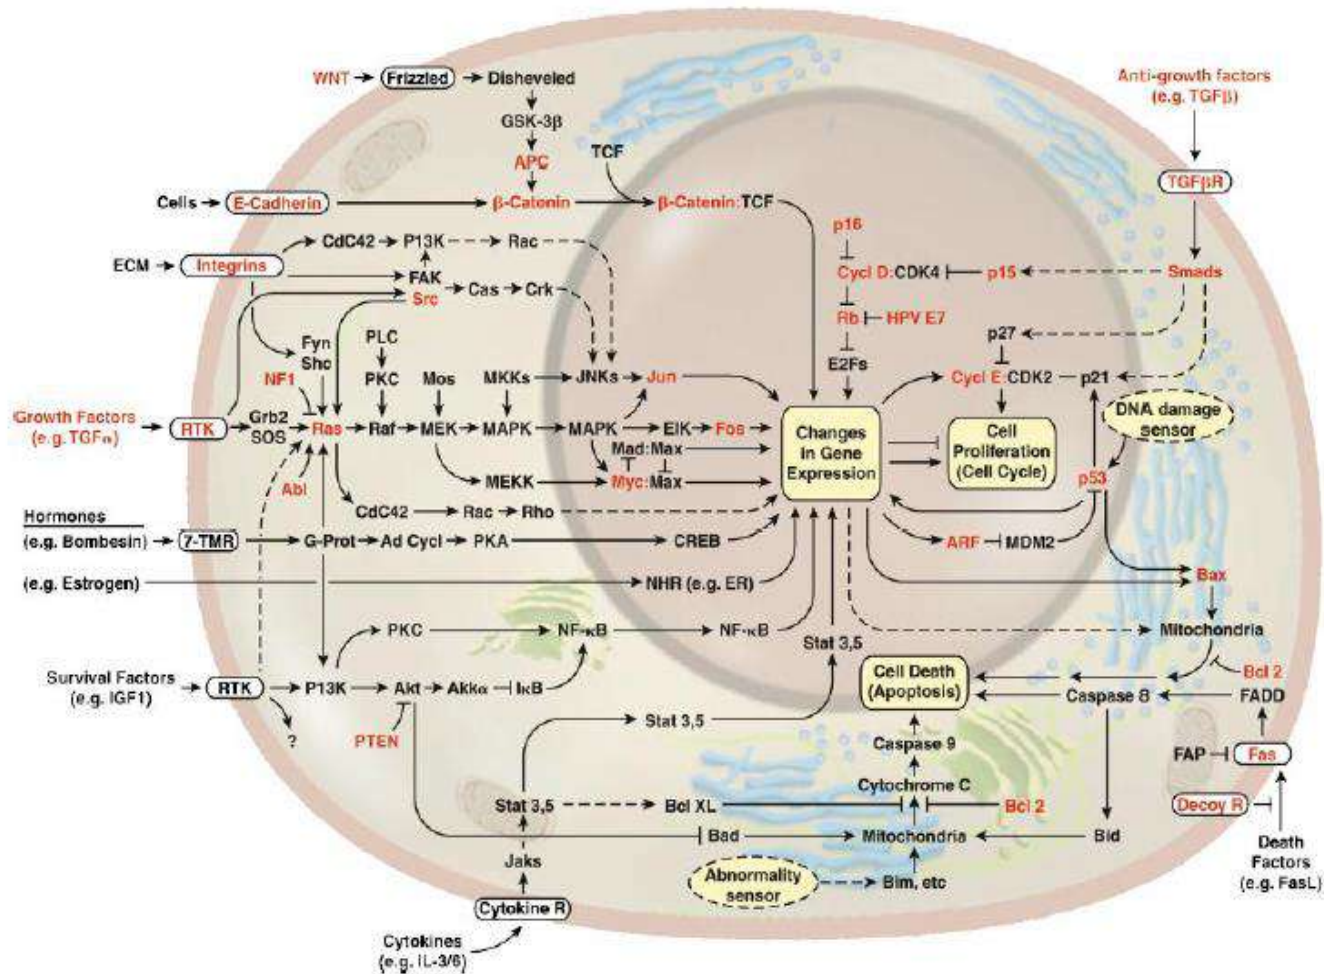 WNT
Frizzled
Disheveled
GSK-3β
APC
TCF
Cells
E-Cadherin
β-Catonin
β-Catenin:TCF
CdC42
P13K
Rac
ECM
Integrins
FAK
Src
Cas
Crk
Fyn
Shc
PLC
NF1
PKC
Mos
MKKs
JNKs
Jun
Growth Factors
(e.g. TGFα)
RTK
Grb2
SOS
Ras
Raf
MEK
MAPK
MAPK
ElK
Fos
Mad:Max
Abl
MEKK
Myc:Max
CdC42
Rac
Rho
Hormones
(e.g. Bombesin)
7-TMR
G-Prot
Ad Cycl
PKA
CREB
(e.g. Estrogen)
NHR (e.g. ER)
PKC
NF-κB
NF-κB
Stat 3,5
Survival Factors
(e.g. IGF1)
RTK
P13K
Akt
Akkα
IκB
?
PTEN
Stat 3,5
Stat 3,5
Bcl XL
Bad
Jaks
Cytokine R
Cytokines
(e.g. IL-3/6)
Anti-growth factors
(e.g. TGFβ)
TGFβR
p16
Cycl D:CDK4
p15
Smads
Rb
HPV E7
p27
E2Fs
Cycl E:CDK2
p21
DNA damage
sensor
Changes
in Gene
Expression
Cell
Proliferation
(Cell Cycle)
p53
ARF
MDM2
Bax
Mitochondria
Bcl 2
Cell Death
(Apoptosis)
Caspase 8
FADD
Caspase 9
FAP
Fas
Cytochrome C
Bcl 2
Decoy R
Mitochondria
Bid
Death
Factors
(e.g. FasL)
Abnormality
sensor
Bim, etc